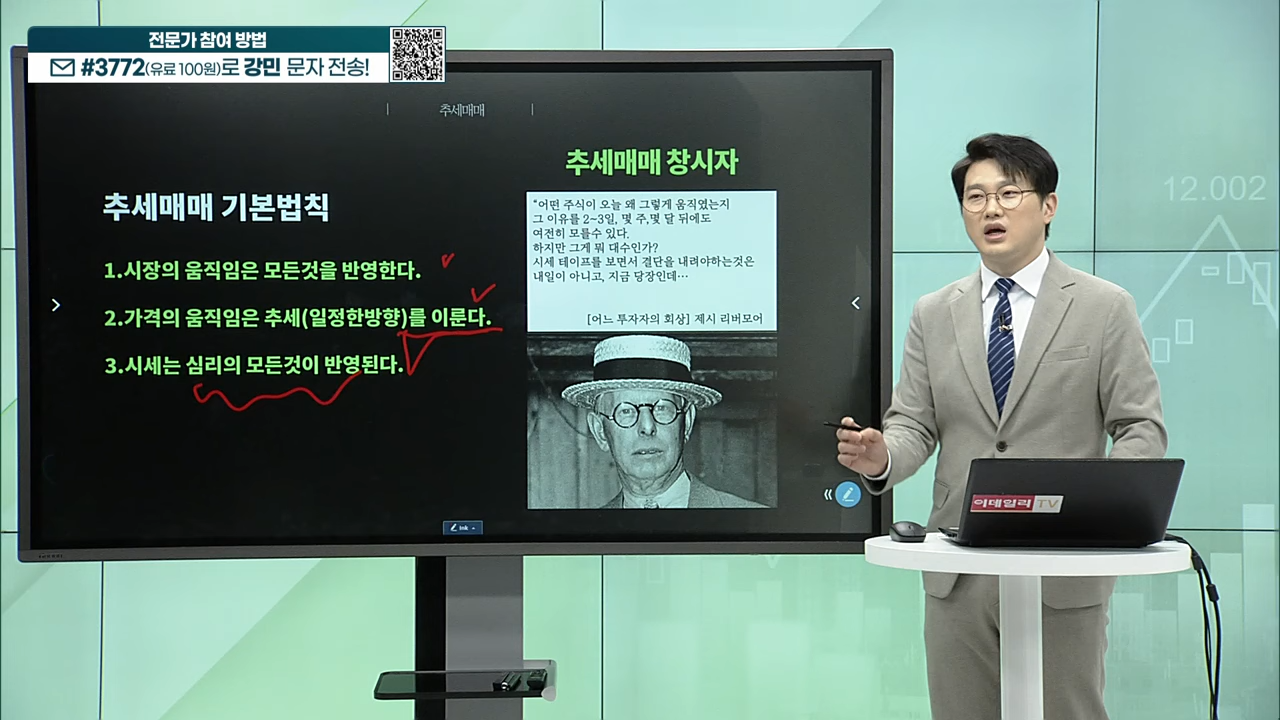 전문가 참여 방법
#3772(유료 100원)로 강민 문자 전송!
추세매매
추세매매 창시자
추세매매 기본법칙
1.시장의 움직임은 모든것을 반영한다.
2.가격의 움직임은 추세(일정한방향)를 이룬다.
3.시세는 심리의 모든것이 반영된다.
"어떤 주식이 오늘 왜 그렇게 움직였는지
그 이유를 2~3일, 몇 주,몇 달 뒤에도
여전히 모를수 있다.
하지만 그게 뭐 대수인가?
시세 테이프를 보면서 결단을 내려야하는것은
내일이 아니고, 지금 당장인데…
[어느 투자자의 회상] 제시 리버모어
Ink
이데일리 TV
12.002